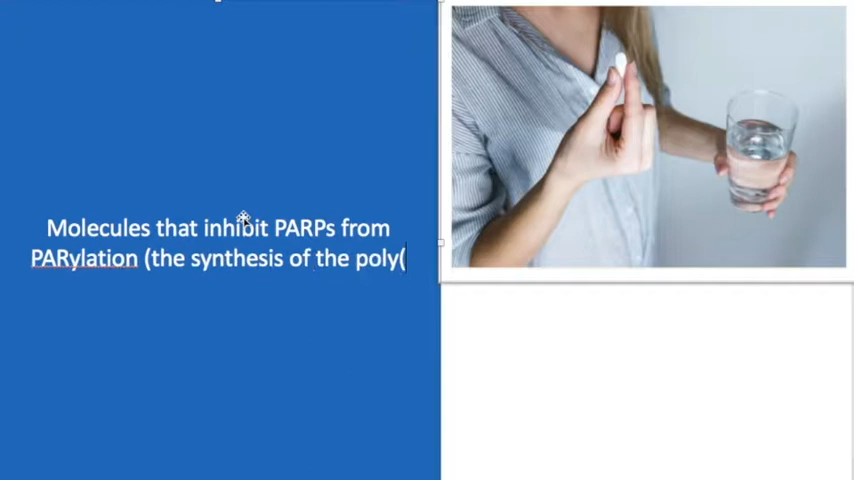 Molecules that inhibit PARPs from
PARylation (the synthesis of the poly(